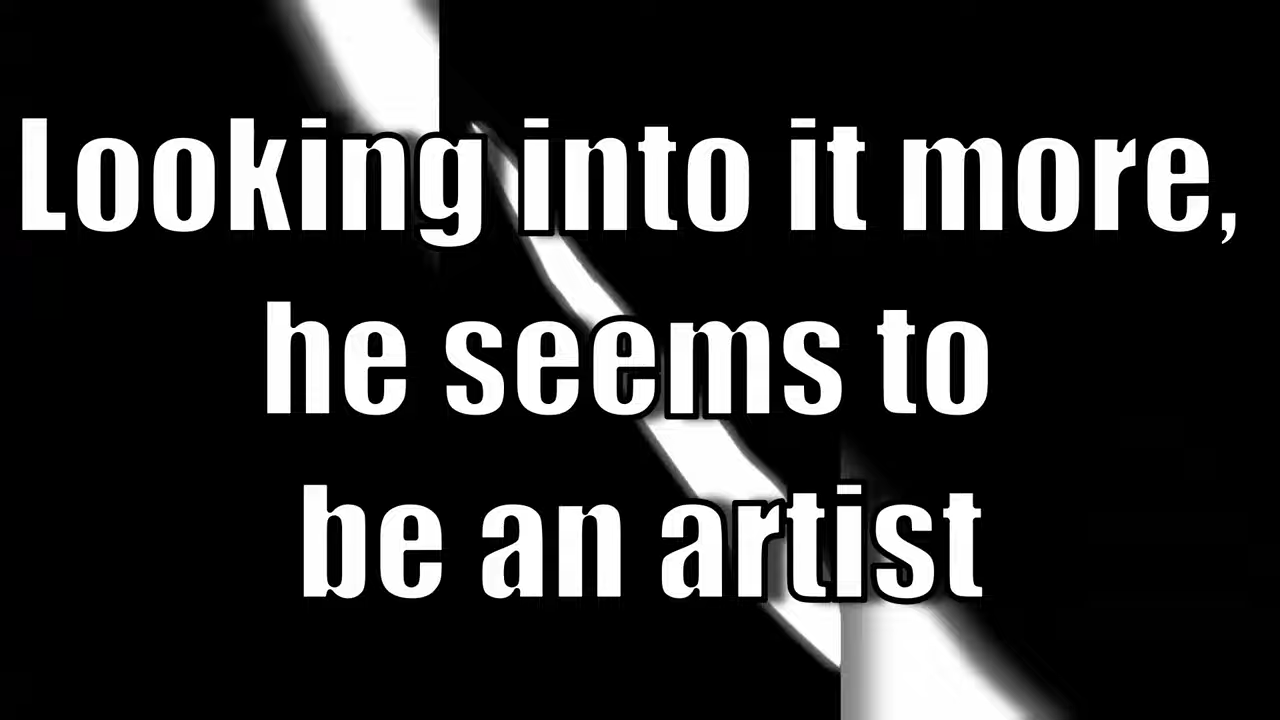 Looking into it more,
he seems to
be an artist